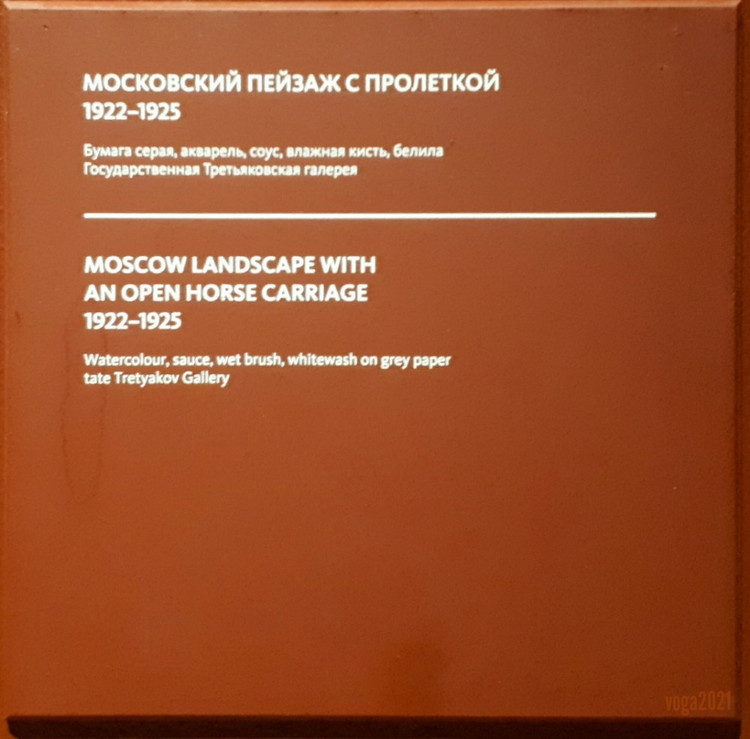 МОСКОВСКИЙ ПЕЙЗАЖ С ПРОЛЕТКОЙ
1922–1925
Бумага серая, акварель, соус, влажная кисть, белила
Государственная Третьяковская галерея
MOSCOW LANDSCAPE WITH
AN OPEN HORSE CARRIAGE
1922–1925
Watercolour, sauce, wet brush, whitewash on grey paper
tate Tretyakov Gallery
voga2021